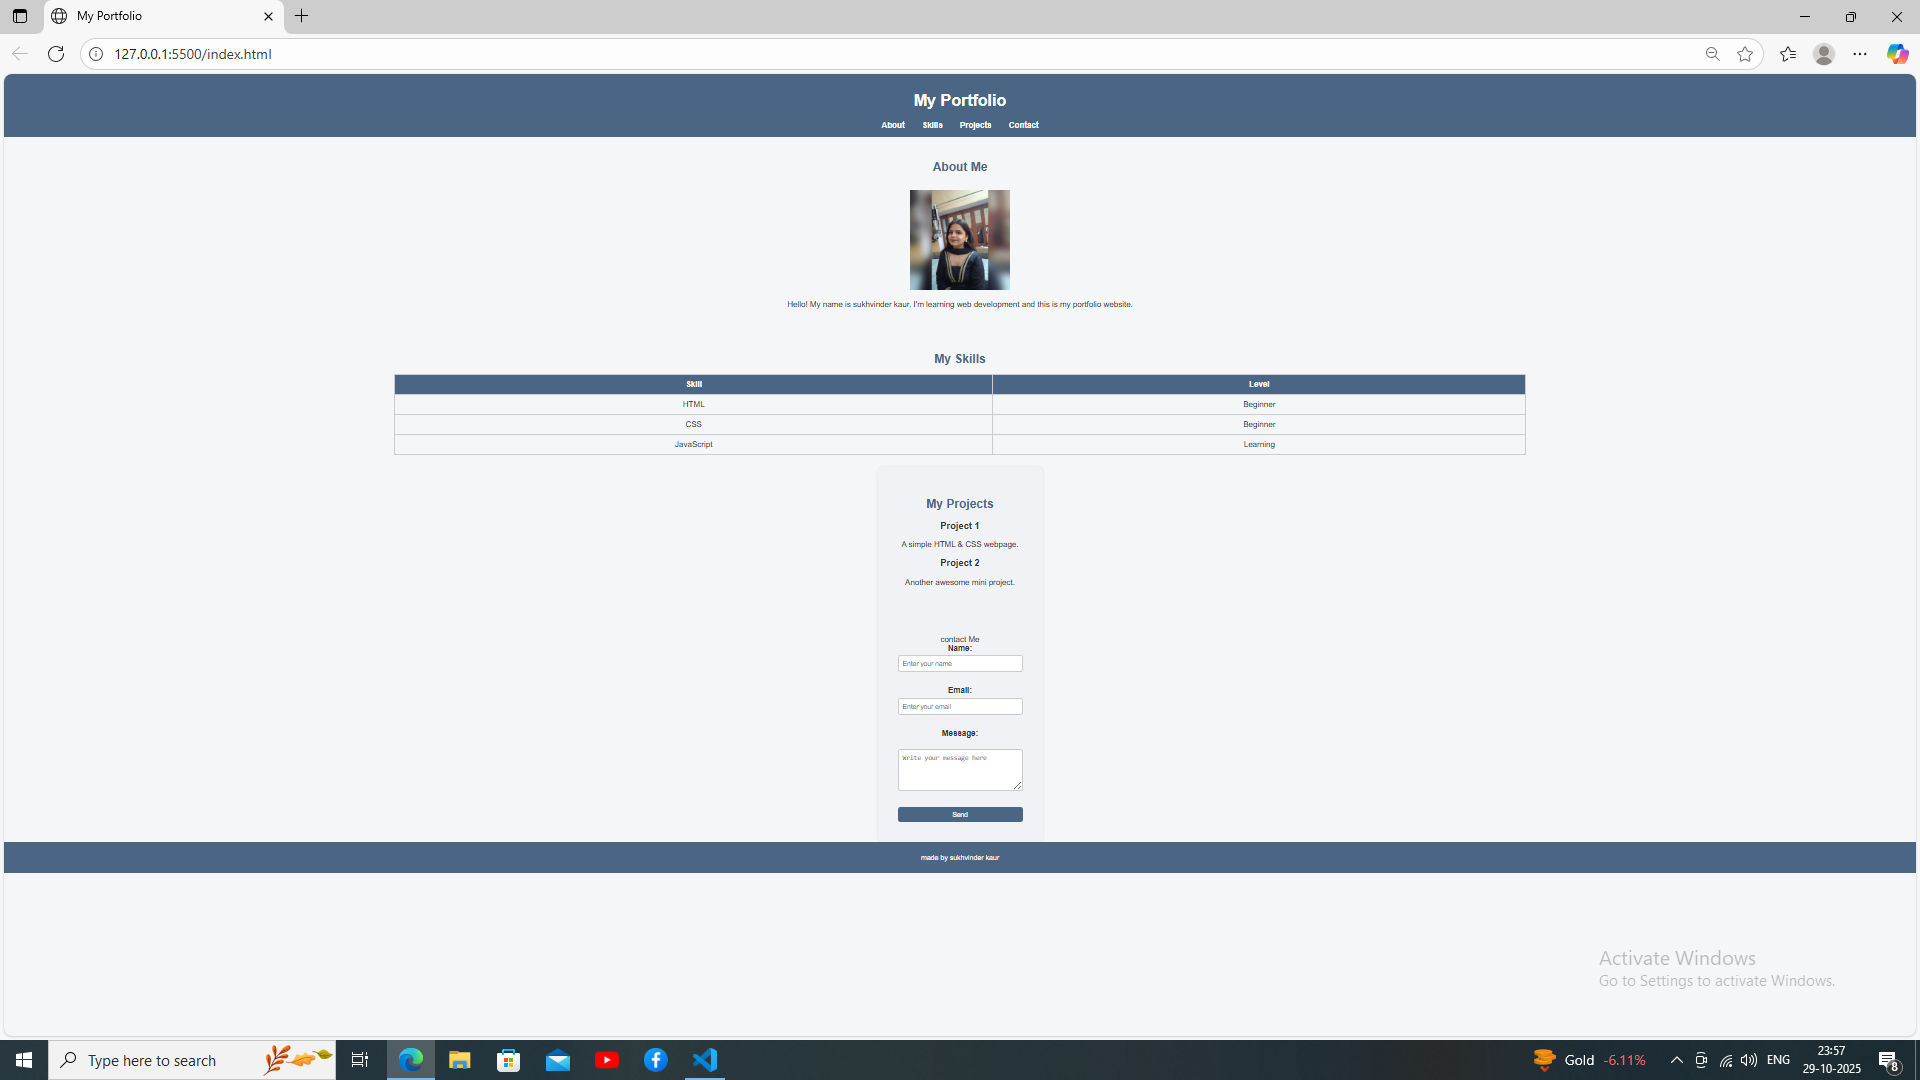 My Portfolio
127.0.0.1:5500/index.html
My Portfolio
About Skills Projects Contact
About Me
Hello! My name is sukhvinder kaur. I'm learning web development and this is my portfolio website.
My Skills
Skill Level
HTML Beginner
CSS Beginner
JavaScript Learning
My Projects
Project 1
A simple HTML & CSS webpage.
Project 2
Another awesome mini project.
contact Me
Name:
Enter your name
Email:
Enter your email
Message:
Write your message here
Send
made by sukhvinder kaur
Activate Windows
Go to Settings to activate Windows.
Type here to search
Gold -6.11%
ENG
23:57
29-10-2025
8